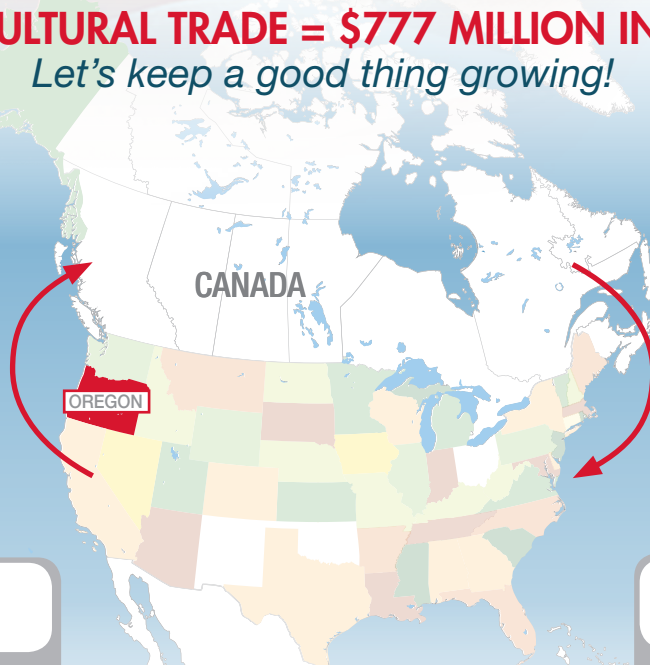 ULTURAL TRADE = $777 MILLION IN
Let's keep a good thing growing!
CANADA
OREGON